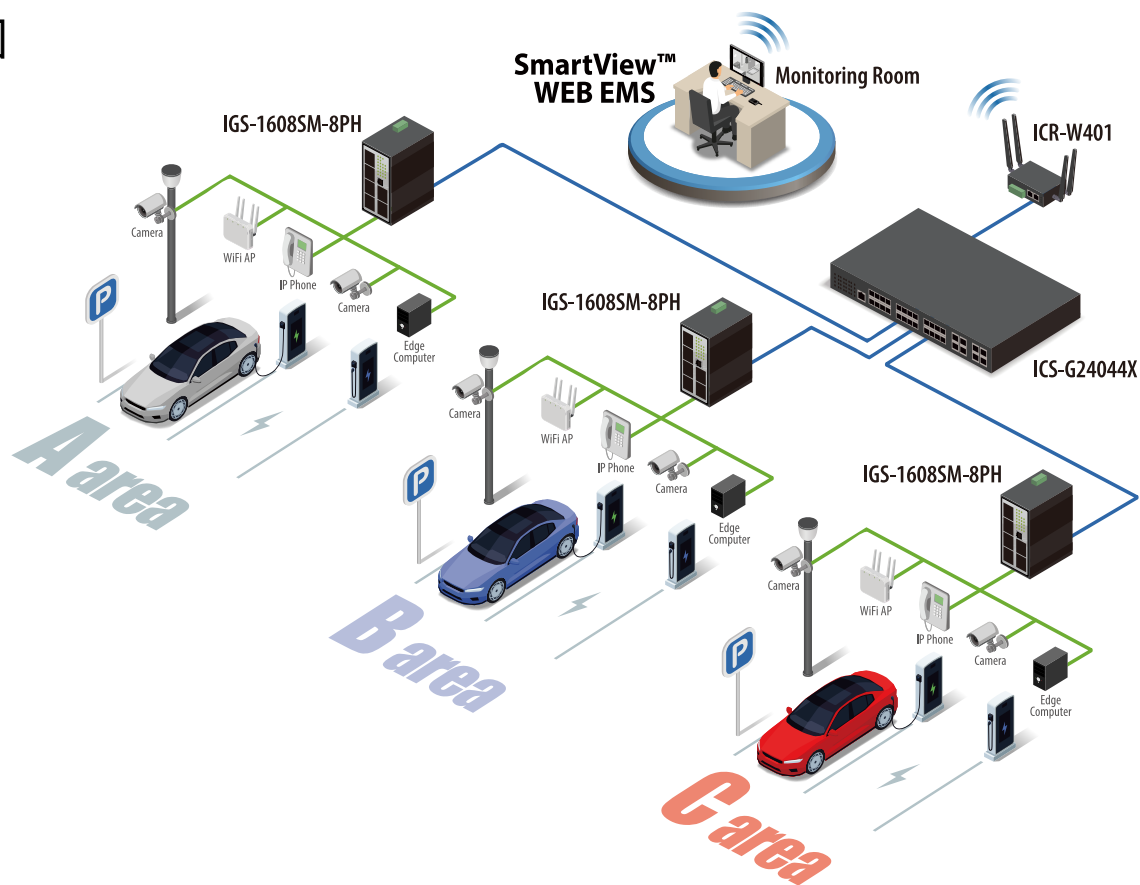 SmartView™
WEB EMS
Monitoring Room
ICR-W401
ICS-G24044X
IGS-1608SM-8PH
Camera
WiFi AP
IP Phone
Camera
Edge
Computer
P
A area
IGS-1608SM-8PH
Camera
WiFi AP
IP Phone
Camera
Edge
Computer
P
B area
IGS-1608SM-8PH
Camera
WiFi AP
IP Phone
Camera
Edge
Computer
P
C area